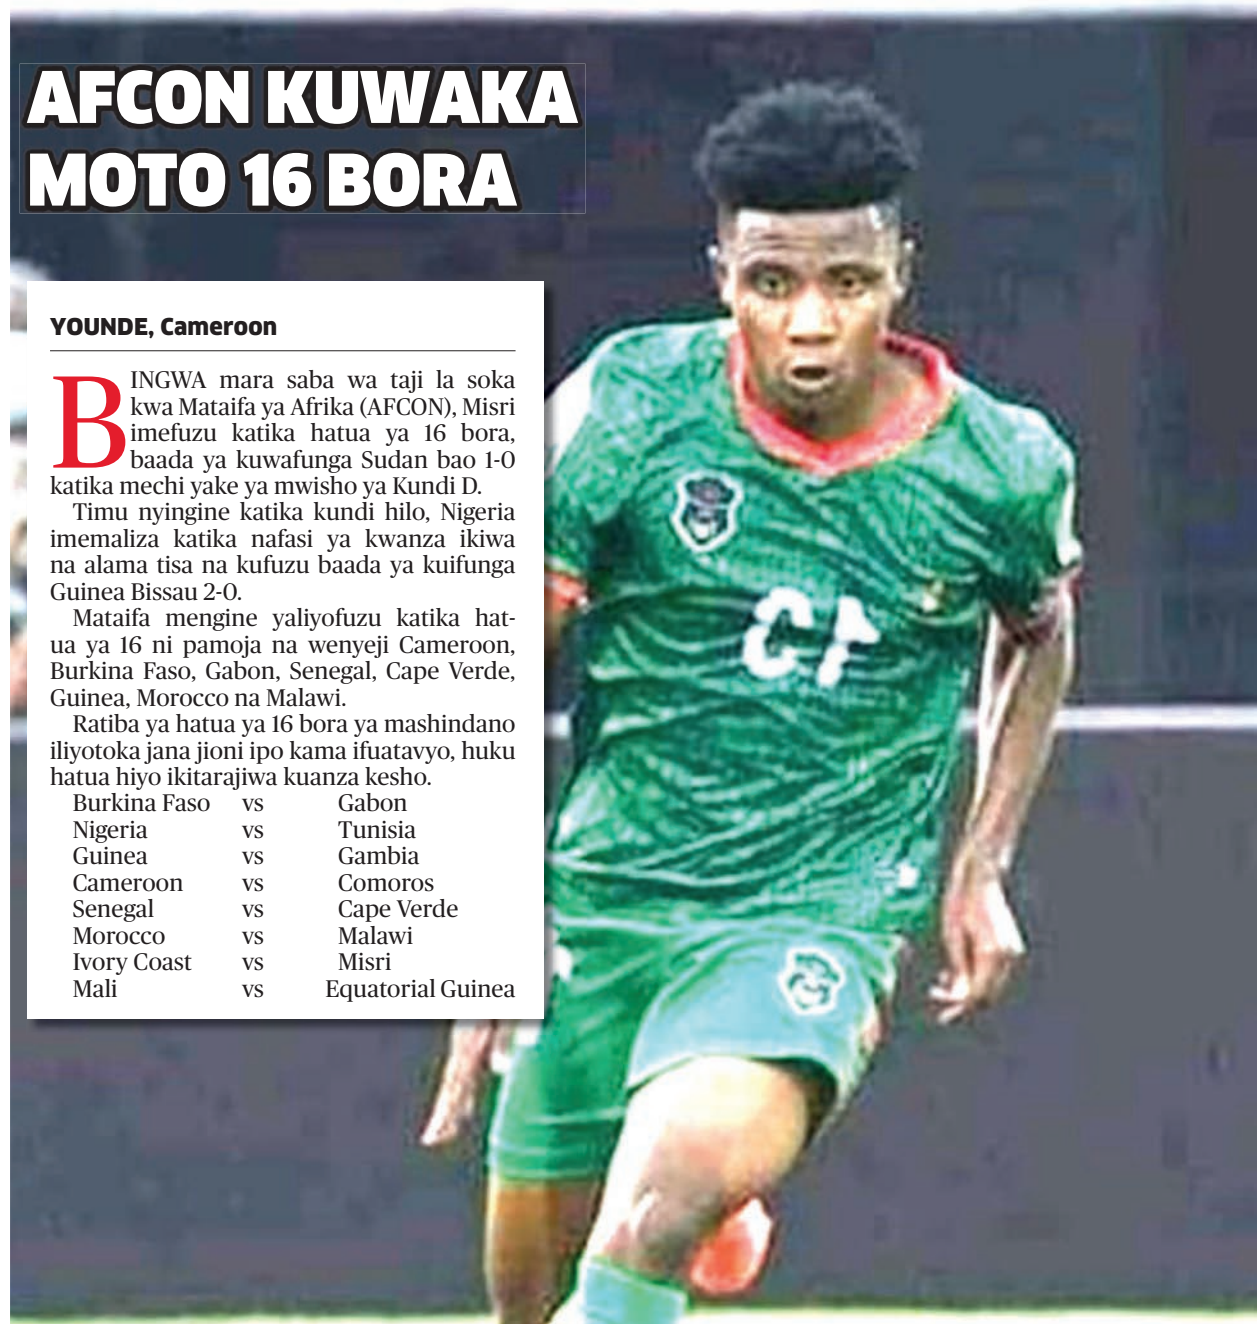 AFCON KUWAKA
MOTO 16 BORA
YOUNDE, Cameroon
BINGWA mara saba wa taji la soka
kwa Mataifa ya Afrika (AFCON), Misri
imefuzu katika hatua ya 16 bora,
baada ya kuwafunga Sudan bao 1-0
katika mechi yake ya mwisho ya Kundi D.
Timu nyingine katika kundi hilo, Nigeria
imemaliza katika nafasi ya kwanza ikiwa
na alama tisa na kufuzu baada ya kuifunga
Guinea Bissau 2-0.
Mataifa mengine yaliyofuzu katika hat-
ua ya 16 ni pamoja na wenyeji Cameroon,
Burkina Faso, Gabon, Senegal, Cape Verde,
Guinea, Morocco na Malawi.
Ratiba ya hatua ya 16 bora ya mashindano
iliyotoka jana jioni ipo kama ifuatavyo, huku
hatua hiyo ikitarajiwa kuanza kesho.
Burkina Faso vs Gabon
Nigeria vs Tunisia
Guinea vs Gambia
Cameroon vs Comoros
Senegal vs Cape Verde
Morocco vs Malawi
Ivory Coast vs Misri
Mali vs Equatorial Guinea